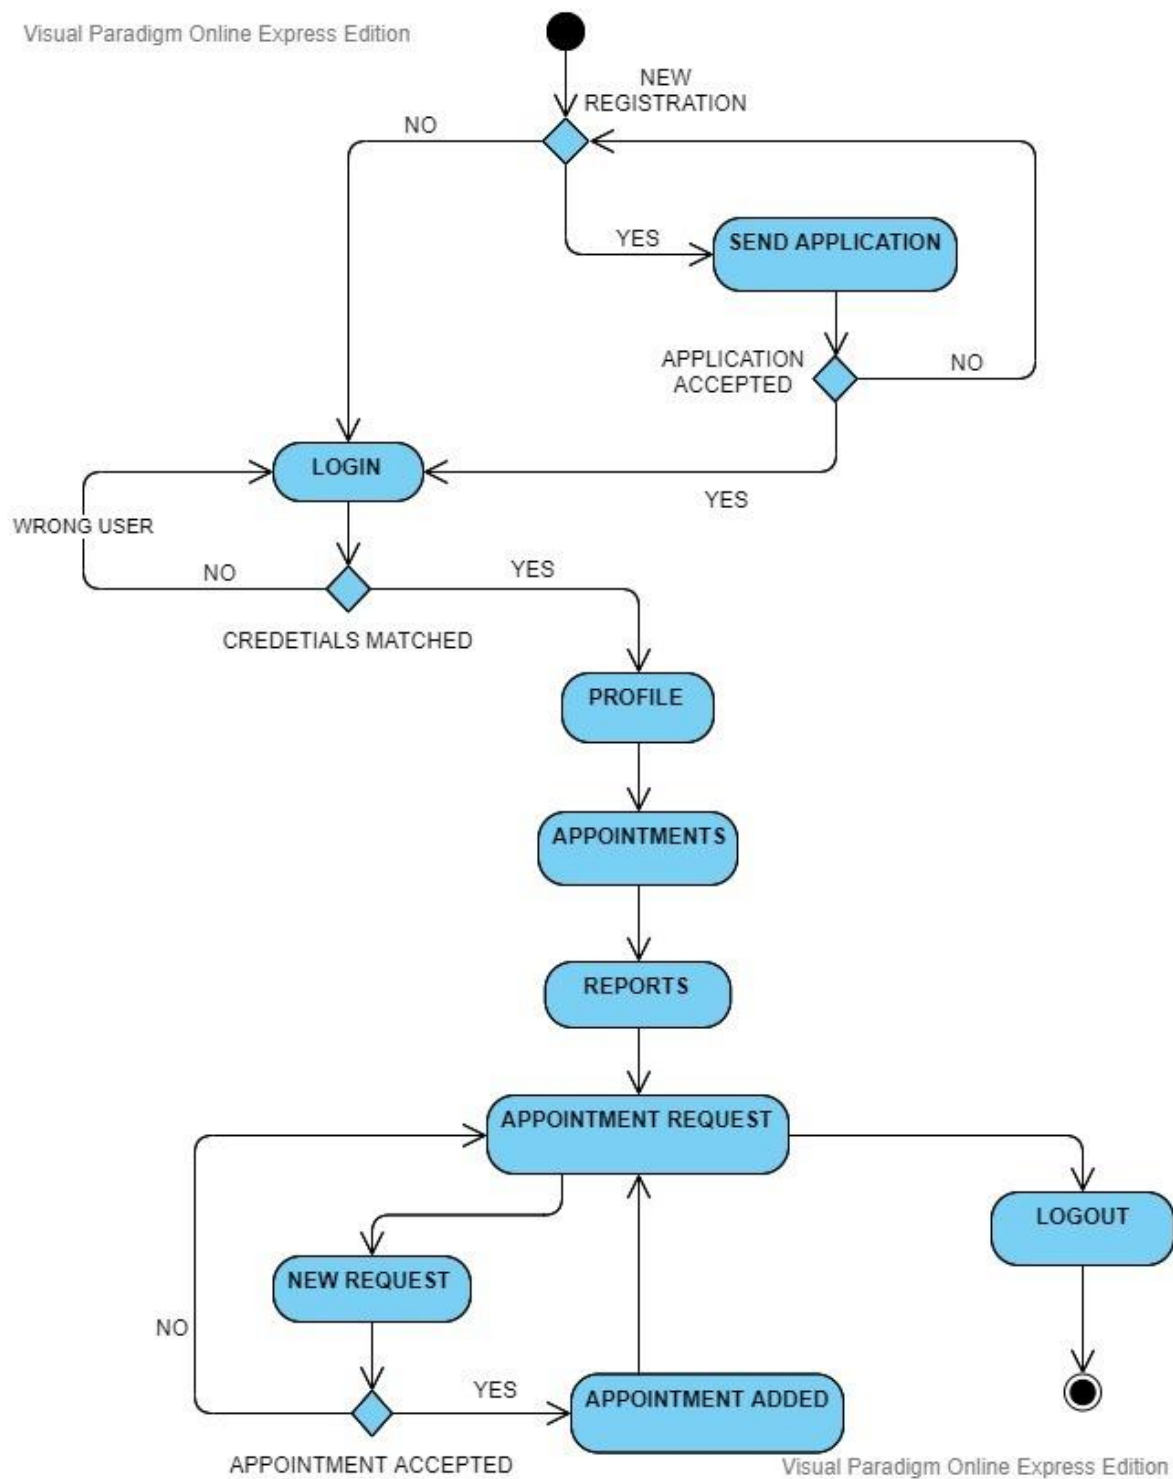 Visual Paradigm Online Express Edition
NEW
REGISTRATION
NO
YES
SEND APPLICATION
APPLICATION
ACCEPTED
NO
LOGIN
YES
WRONG USER
NO
YES
CREDETIALS MATCHED
PROFILE
APPOINTMENTS
REPORTS
APPOINTMENT REQUEST
LOGOUT
NEW REQUEST
NO
YES
APPOINTMENT ADDED
APPOINTMENT ACCEPTED
Visual Paradigm Online Express Edition